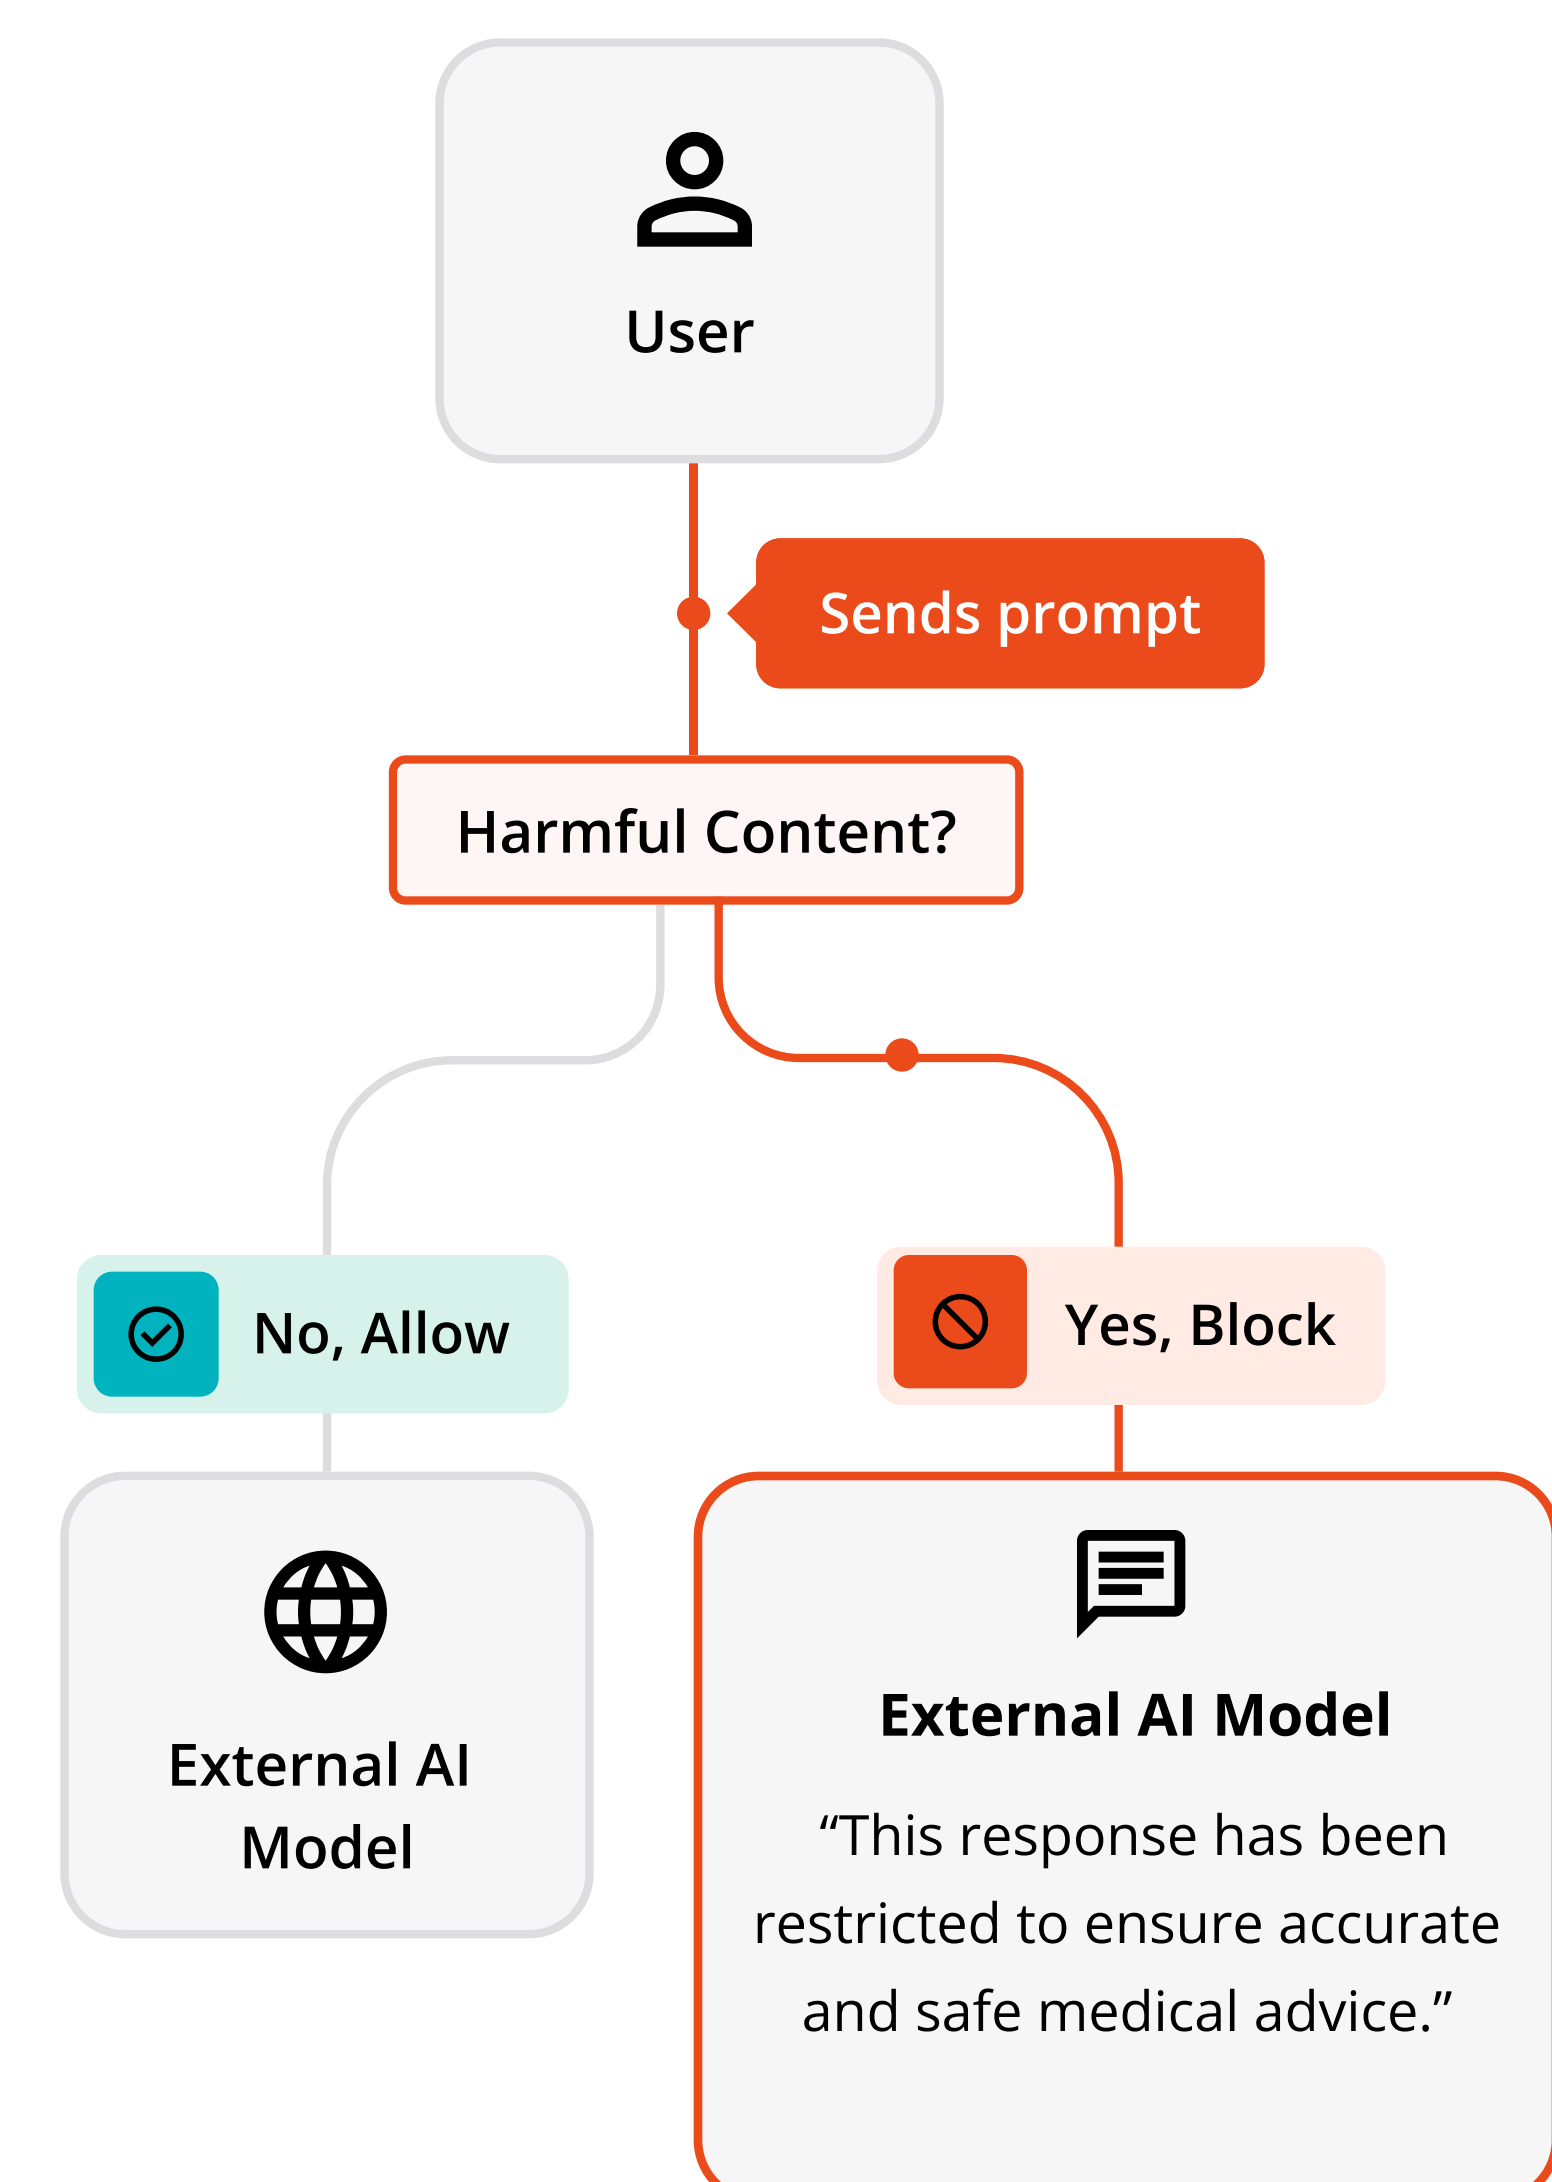 User
Sends prompt
Harmful Content?
No, Allow
Yes, Block
External AI
Model
External AI Model
“This response has been
restricted to ensure accurate
and safe medical advice.”